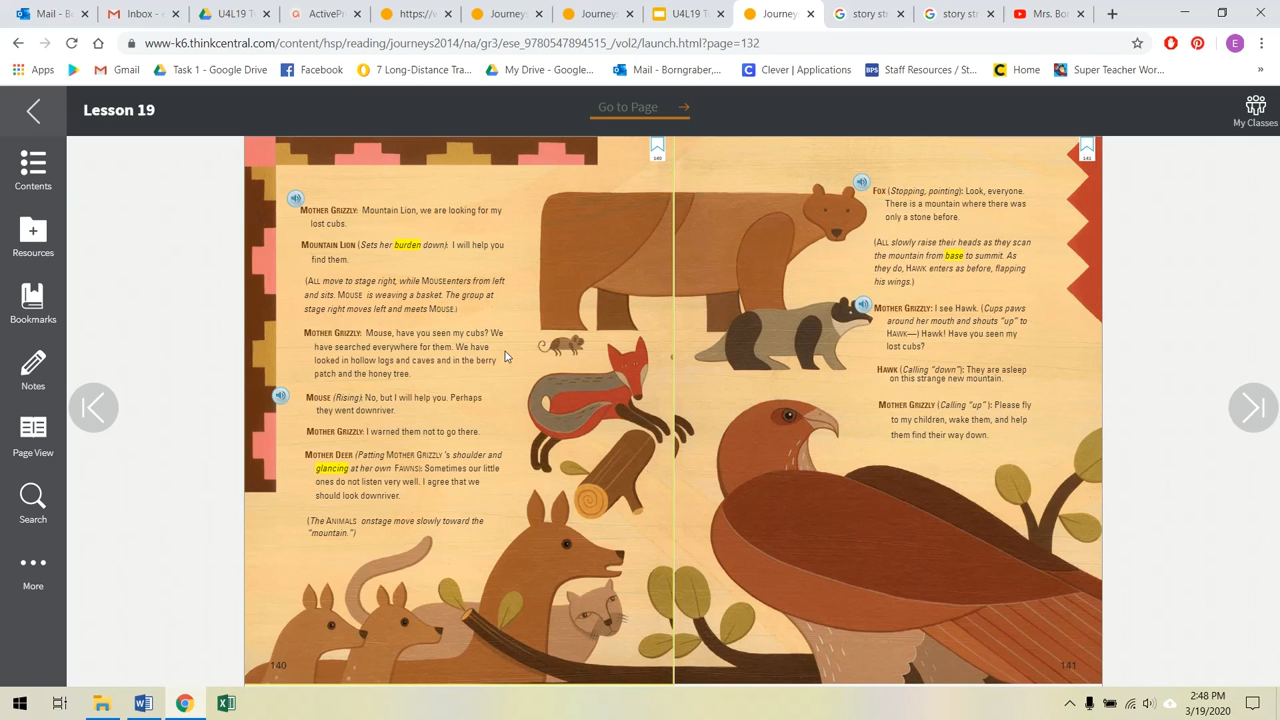 Mail - Bo
Inbox - e
U4L19 T
ActivePr
https://e
Journeys
Journeys
U4L19 T
Journey
story str
story str
Mrs. Bor
www-k6.thinkcentral.com/content/hsp/reading/journeys2014/na/gr3/ese_9780547894515_/vol2/launch.html?page=132
E
Apps
Gmail
Task 1 - Google Drive
Facebook
7 Long-Distance Tra...
My Drive - Google...
Mail - Borngraber,...
Clever | Applications
BPS
Staff Resources / St...
Home
Super Teacher Wor...
»
Lesson 19
Go to Page
My Classes
Contents
Resources
Bookmarks
Notes
Page View
Search
More
140
MOTHER GRIZZLY: Mountain Lion, we are looking for my
lost cubs.
MOUNTAIN LION (Sets her burden down): I will help you
find them.
(ALL move to stage right, while MOUSE enters from left
and sits. MOUSE is weaving a basket. The group at
stage right moves left and meets MOUSE.)
MOTHER GRIZZLY: Mouse, have you seen my cubs? We
have searched everywhere for them. We have
looked in hollow logs and caves and in the berry
patch and the honey tree.
MOUSE (Rising): No, but I will help you. Perhaps
they went downriver.
MOTHER GRIZZLY: I warned them not to go there.
MOTHER DEER (Patting MOTHER GRIZZLY 's shoulder and
glancing at her own FAWNS): Sometimes our little
ones do not listen very well. I agree that we
should look downriver.
(The ANIMALS onstage move slowly toward the
"mountain.")
140
141
FOX (Stopping, pointing): Look, everyone.
There is a mountain where there was
only a stone before.
(ALL slowly raise their heads as they scan
the mountain from base to summit. As
they do, HAWK enters as before, flapping
his wings.)
MOTHER GRIZZLY: I see Hawk. (Cups paws
around her mouth and shouts "up" to
HAWK—) Hawk! Have you seen my
lost cubs?
HAWK (Calling "down"): They are asleep
on this strange new mountain.
MOTHER GRIZZLY (Calling "up"): Please fly
to my children, wake them, and help
them find their way down.
141
2:48 PM
3/19/2020